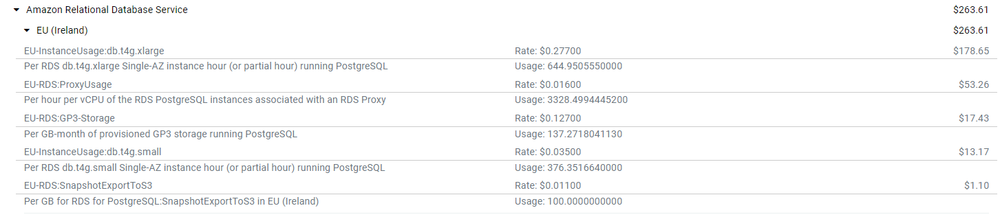 Amazon Relational Database Service $263.61
EU (Ireland) $263.61
EU-InstanceUsage:db.t4g.xlarge Rate: $0.27700 $178.65
Per RDS db.t4g.xlarge Single-AZ instance hour (or partial hour) running PostgreSQL Usage: 644.9505550000
EU-RDS:ProxyUsage Rate: $0.01600 $53.26
Per hour per vCPU of the RDS PostgreSQL instances associated with an RDS Proxy Usage: 3328.4994445200
EU-RDS:GP3-Storage Rate: $0.12700 $17.43
Per GB-month of provisioned GP3 storage running PostgreSQL Usage: 137.2718041130
EU-InstanceUsage:db.t4g.small Rate: $0.03500 $13.17
Per RDS db.t4g.small Single-AZ instance hour (or partial hour) running PostgreSQL Usage: 376.3516640000
EU-RDS:SnapshotExportToS3 Rate: $0.01100 $1.10
Per GB for RDS for PostgreSQL:SnapshotExportToS3 in EU (Ireland) Usage: 100.0000000000